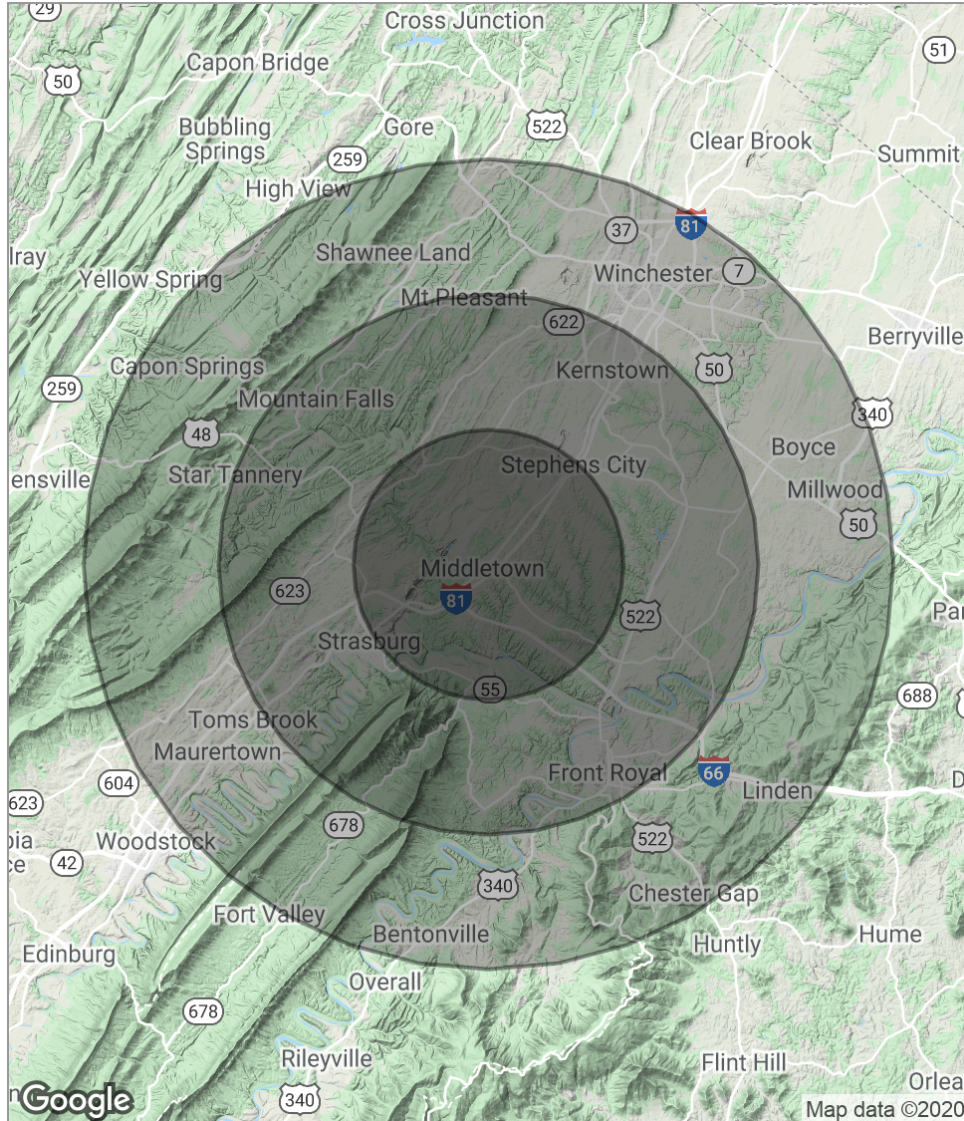 29
Cross Junction
51
Capon Bridge
50
Bubbling
Springs
Gore
522
Clear Brook
259
Summit
High View
37
81
Shawnee Land
Winchester
7
Yellow Spring
Mt Pleasant
622
Berryville
Capon Springs
Kernstown
50
259
Mountain Falls
340
48
Boyce
Star Tannery
Stephens City
Millwood
50
Middletown
623
81
522
Strasburg
55
688
Toms Brook
Maurertown
Front Royal
66
604
Linden
623
678
Woodstock
522
42
340
Chester Gap
Fort Valley
Bentonville
Huntly
Hume
Edinburg
Overall
678
Rileyville
Flint Hill
340
Google
Map data ©2020